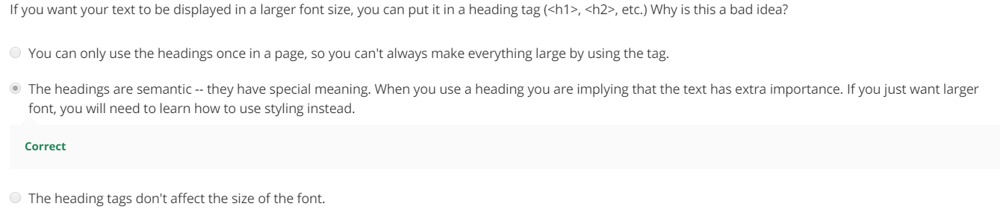 If you want your text to be displayed in a larger font size, you can put it in a heading tag (<h1>, <h2>, etc.) Why is this a bad idea?
You can only use the headings once in a page, so you can't always make everything large by using the tag.
The headings are semantic -- they have special meaning. When you use a heading you are implying that the text has extra importance. If you just want larger
font, you will need to learn how to use styling instead.
Correct
The heading tags don't affect the size of the font.